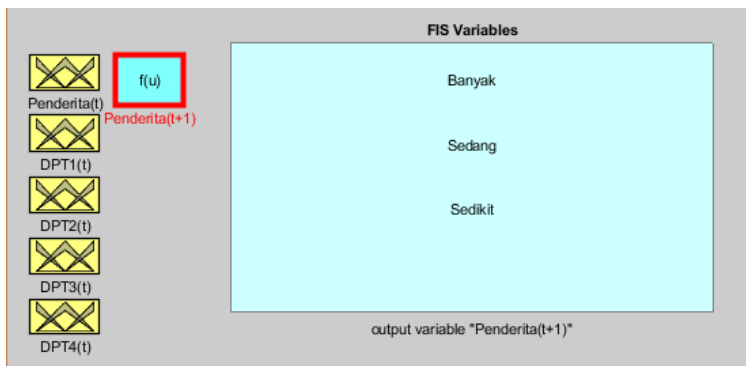 FIS Variables
Penderita(t)
f(u)
Penderita(t+1)
DPT1(t)
DPT2(t)
DPT3(t)
DPT4(t)
Banyak
Sedang
Sedikit
output variable "Penderita(t+1)"